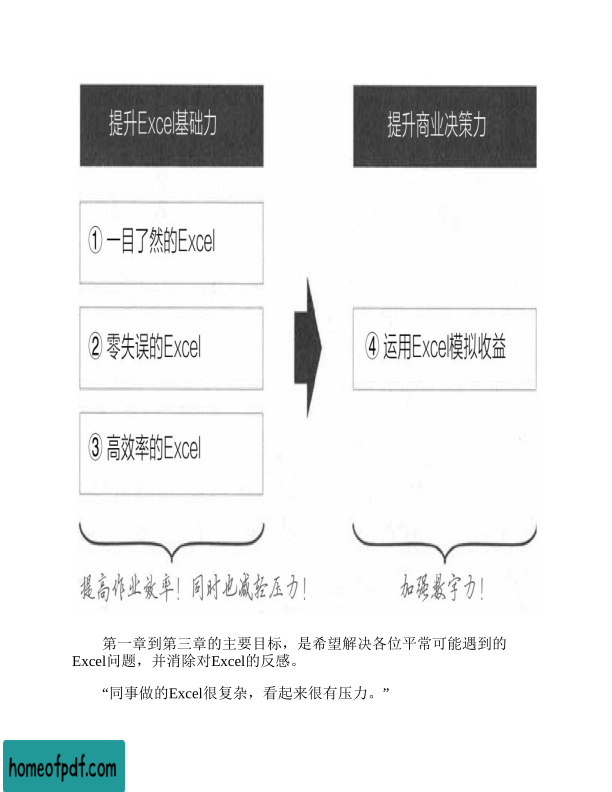 提升Excel基础力
提升商业决策力
① 一目了然的Excel
② 零失误的Excel
④ 运用Excel模拟收益
③ 高效率的Excel
提高作业效率！同时也减轻压力！
加强数字力！
第一章到第三章的主要目标，是希望解决各位平常可能遇到的
Excel问题，并消除对Excel的反感。
“同事做的Excel很复杂，看起来很有压力。”
homeofpdf.com